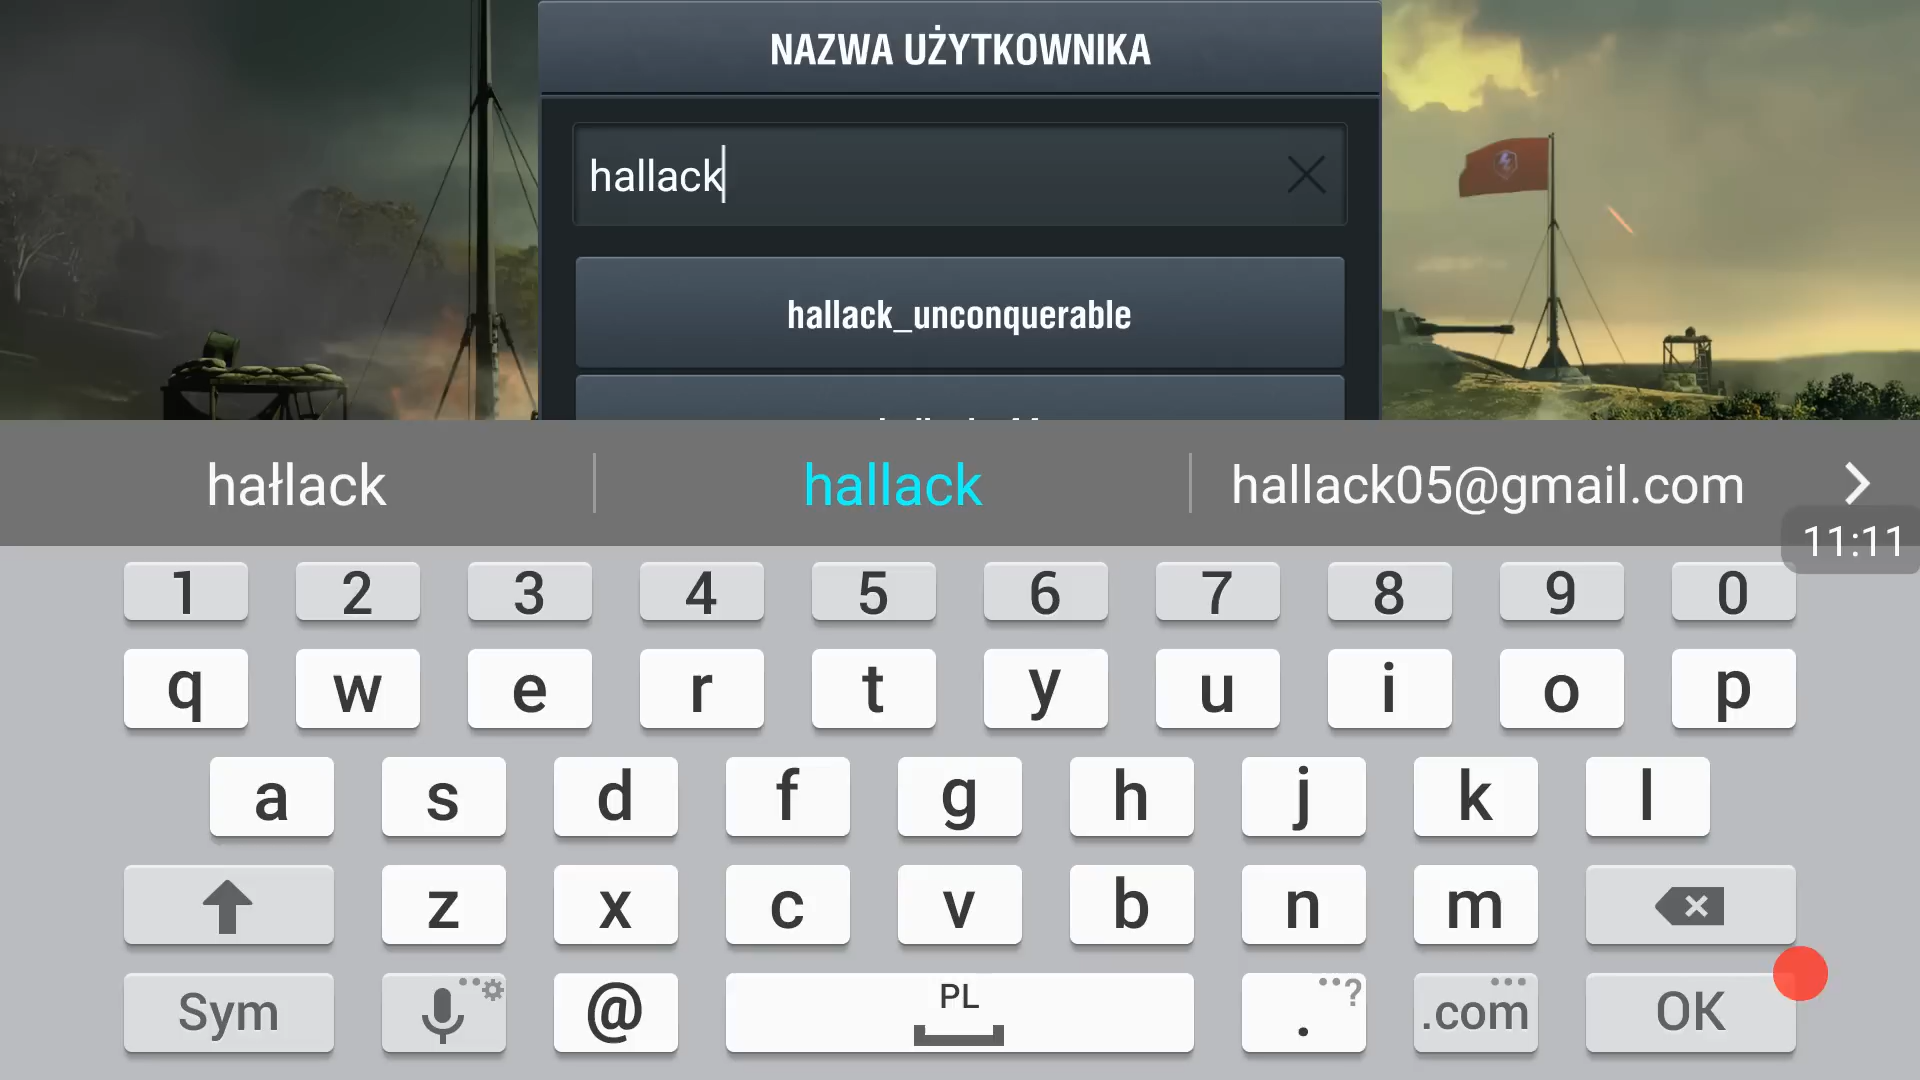 NAZWA UŻYTKOWNIKA
hallack
hallack_unconquerable
hałlack hallack hallack05@gmail.com
11:11
1 2 3 4 5 6 7 8 9 0
q w e r t y u i o p
a s d f g h j k l
z x c v b n m
Sym @ PL . ? .com OK